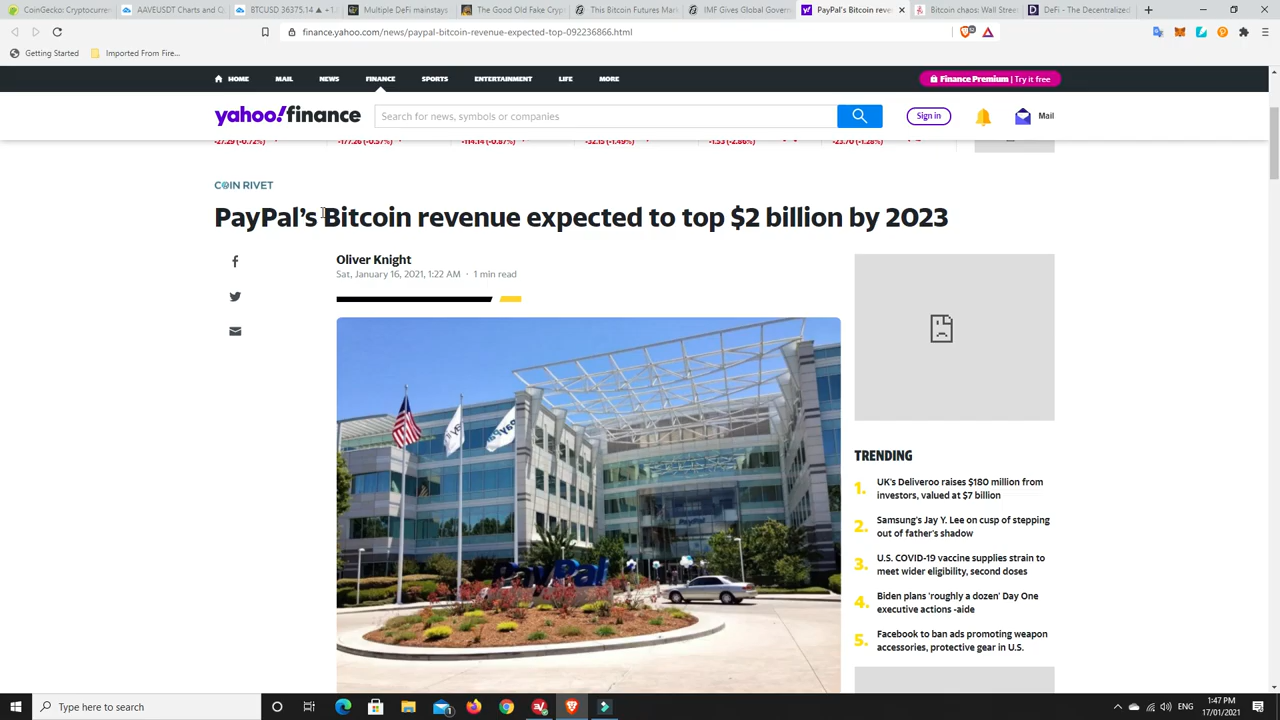 CoinGecko: Cryptocurren
AAVEUSDT Charts and Q
BTCUSD 36375.14 ▲ +1.
Multiple DeFi mainstays
The Good Old Fake Cryp
This Bitcoin Futures Mar
IMF Gives Global Govern
PayPal's Bitcoin reve
Bitcoin chaos: Wall Stree
DeFi - The Decentralized
finance.yahoo.com/news/paypal-bitcoin-revenue-expected-top-092236866.html
Getting Started
Imported From Fire...
HOME
MAIL
NEWS
FINANCE
SPORTS
ENTERTAINMENT
LIFE
MORE
Finance Premium | Try it free
yahoo!finance
Search for news, symbols or companies
Sign in
Mail
COIN RIVET
PayPal's Bitcoin revenue expected to top $2 billion by 2023
Oliver Knight
Sat, January 16, 2021, 1:22 AM · 1 min read
PayPal
TRENDING
1. UK's Deliveroo raises $180 million from
investors, valued at $7 billion
2. Samsung's Jay Y. Lee on cusp of stepping
out of father's shadow
3. U.S. COVID-19 vaccine supplies strain to
meet wider eligibility, second doses
4. Biden plans 'roughly a dozen' Day One
executive actions -aide
5. Facebook to ban ads promoting weapon
accessories, protective gear in U.S.
Type here to search
ENG
1:47 PM
17/01/2021